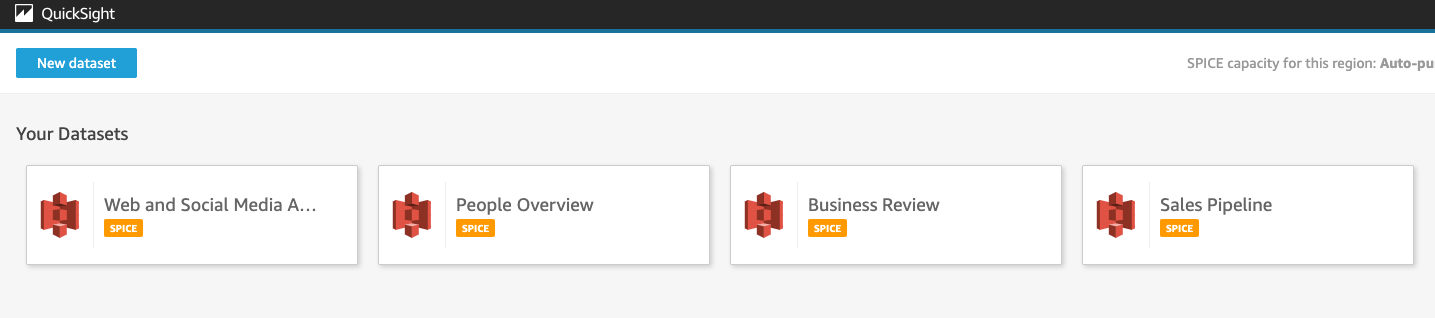 QuickSight
New dataset
SPICE capacity for this region: Auto-pu
Your Datasets
Web and Social Media A...
SPICE
People Overview
SPICE
Business Review
SPICE
Sales Pipeline
SPICE